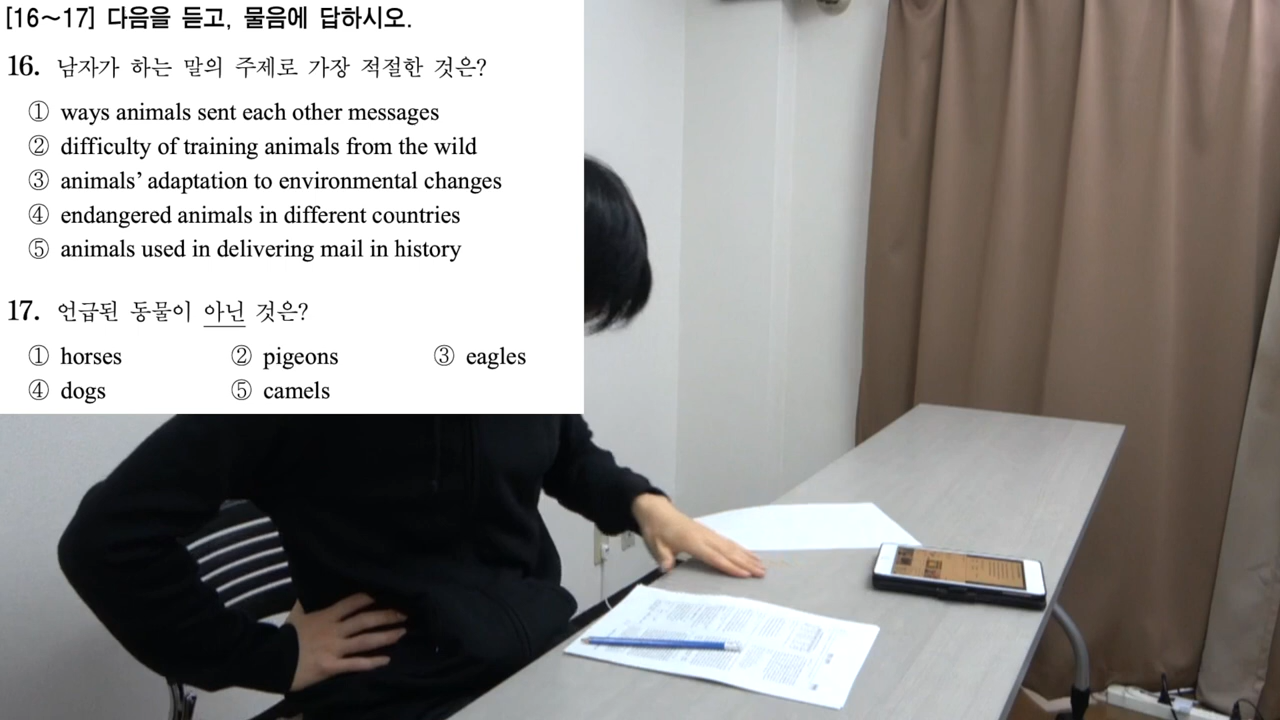 [16~17] 다음을 듣고, 물음에 답하시오.
16. 남자가 하는 말의 주제로 가장 적절한 것은?
① ways animals sent each other messages
② difficulty of training animals from the wild
③ animals’ adaptation to environmental changes
④ endangered animals in different countries
⑤ animals used in delivering mail in history
17. 언급된 동물이 아닌 것은?
① horses ② pigeons ③ eagles
④ dogs ⑤ camels